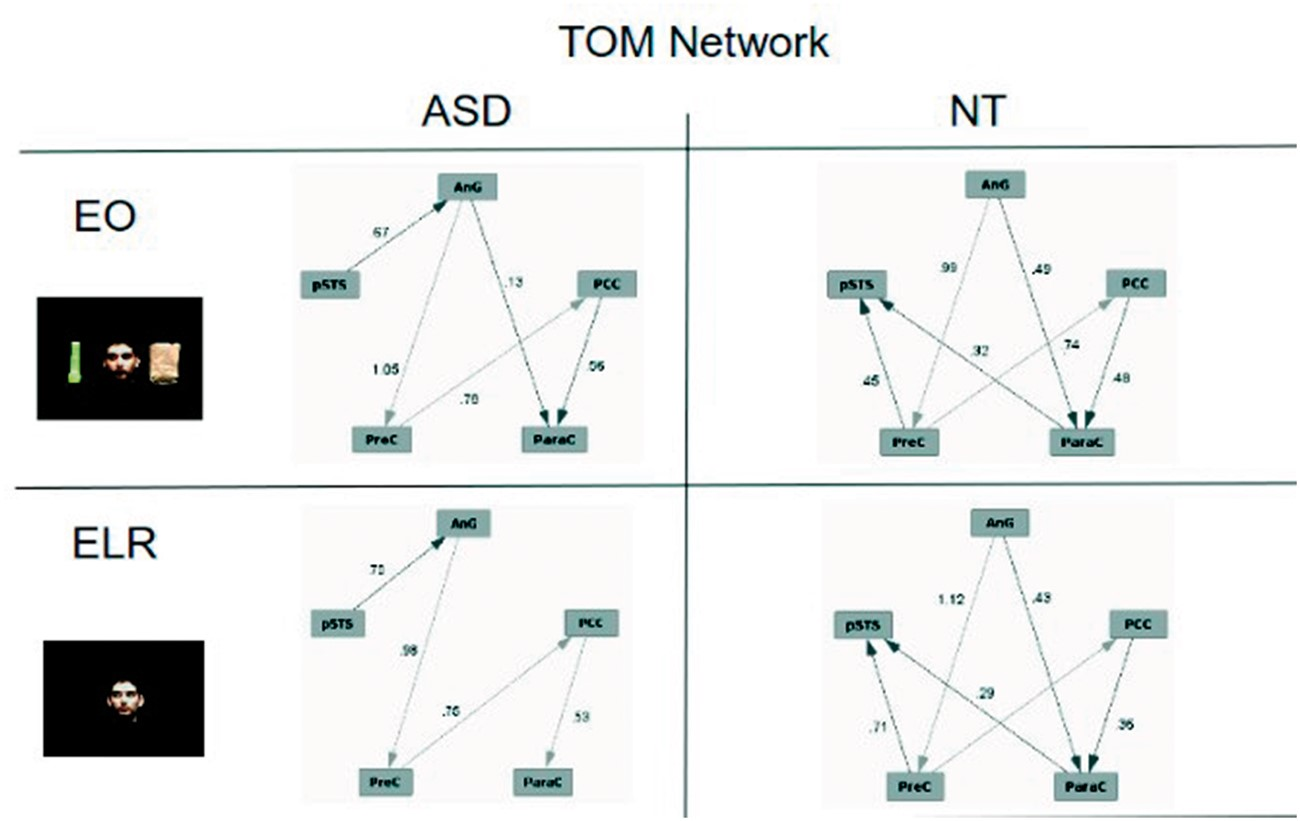 TOM Network
ASD
NT
EO
AnG
AnG
67
pSTS
PCC
pSTS
PCC
.99
.49
.13
1.05
.56
.32
.74
.45
.48
.78
PreC
ParaC
PreC
ParaC
ELR
AnG
AnG
.43
1.12
pSTS
PCC
pSTS
PCC
.98
.29
.75
.53
.71
.35
PreC
ParaC
PreC
ParaC